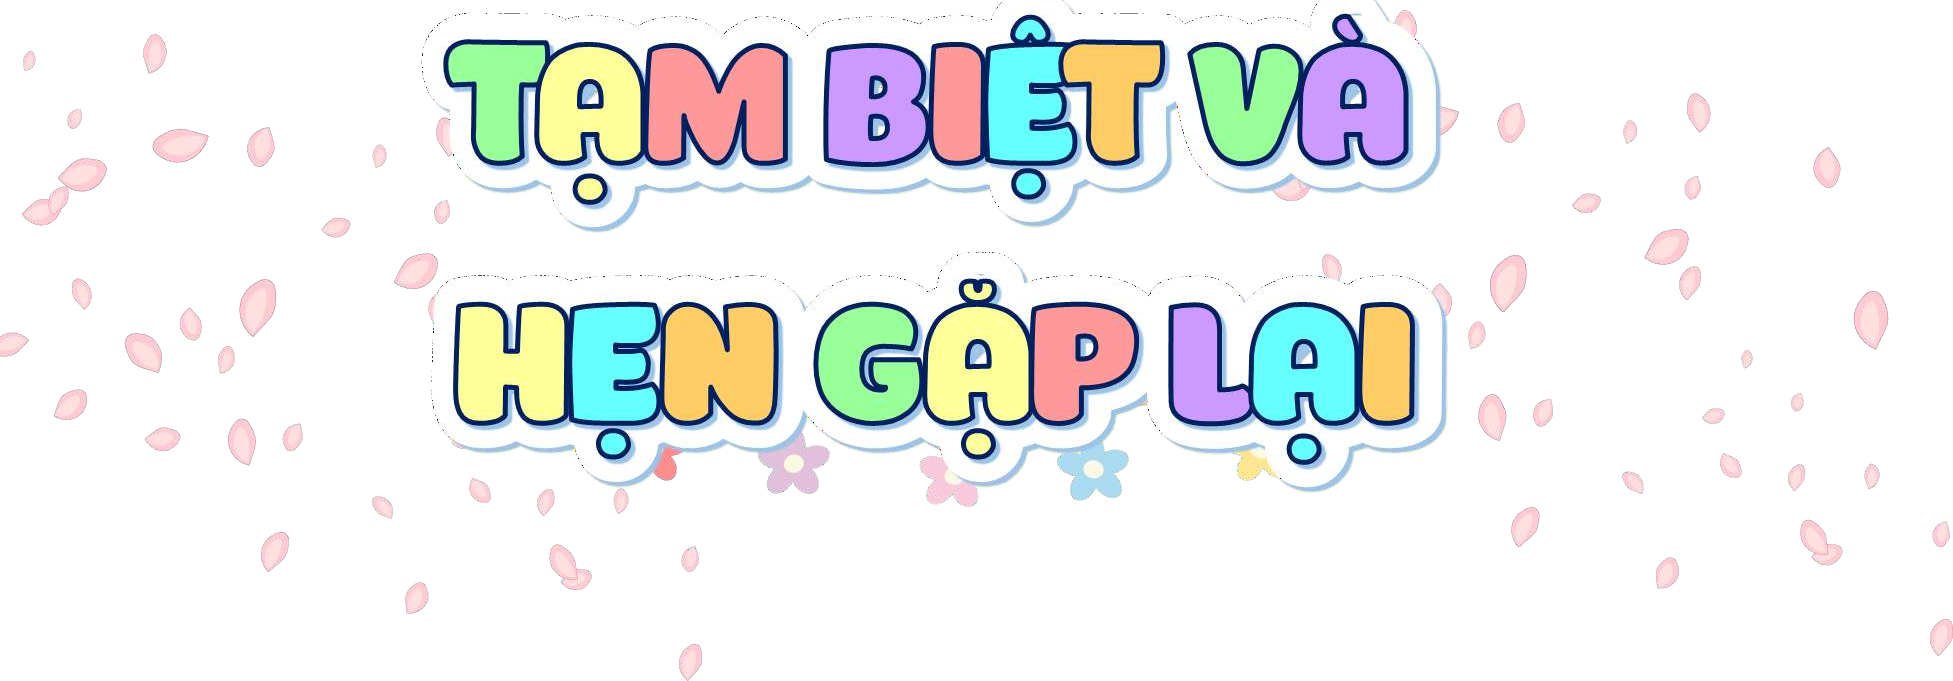 TẠM BIỆT VÀ
HẸN GẶP LẠI